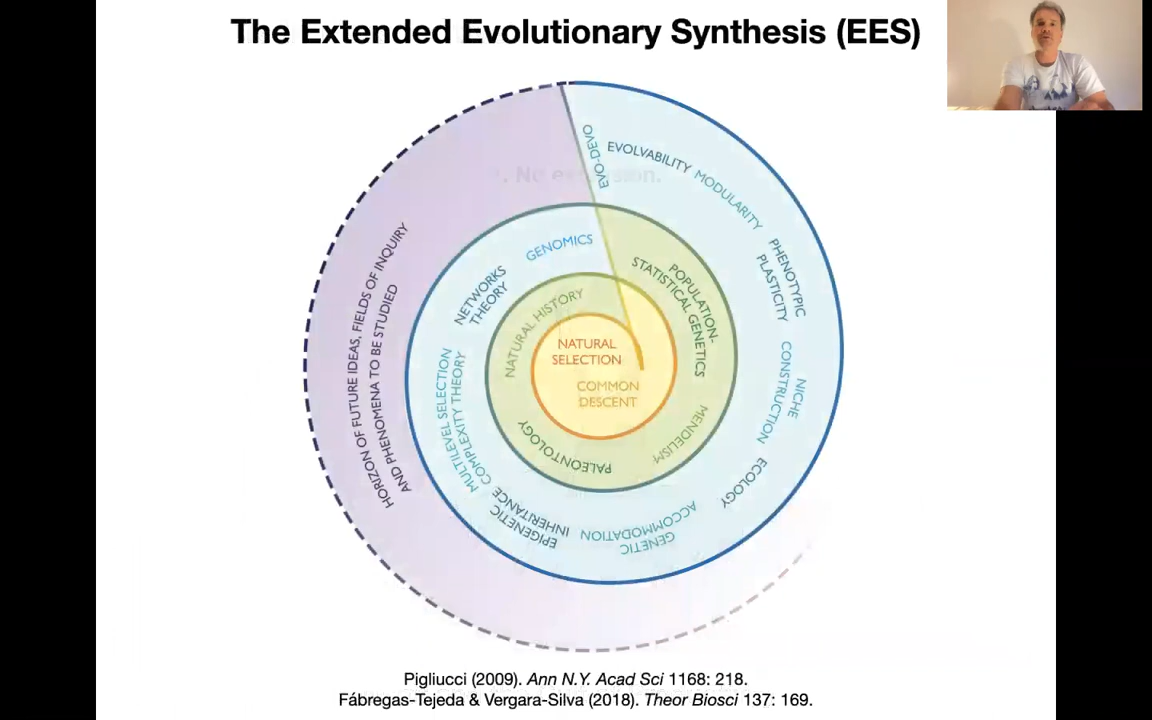 The Extended Evolutionary Synthesis (EES)
EVO-DEVO
EVOLVABILITY
MODULARITY
PHENOTYPIC
PLASTICITY
NICHE
CONSTRUCTION
ECOLOGY
GENETIC
ACCOMMODATION
EPIGENETIC
INHERITANCE
MULTILEVEL SELECTION
COMPLEXITY THEORY
NETWORKS
THEORY
GENOMICS
POPULATION-
STATISTICAL GENETICS
MENDELISM
PALEONTOLOGY
NATURAL HISTORY
NATURAL
SELECTION
COMMON
DESCENT
HORIZON OF FUTURE IDEAS, FIELDS OF INQUIRY
AND PHENOMENA TO BE STUDIED
Pigliucci (2009). Ann N.Y. Acad Sci 1168: 218.
Fábregas-Tejeda & Vergara-Silva (2018). Theor Biosci 137: 169.